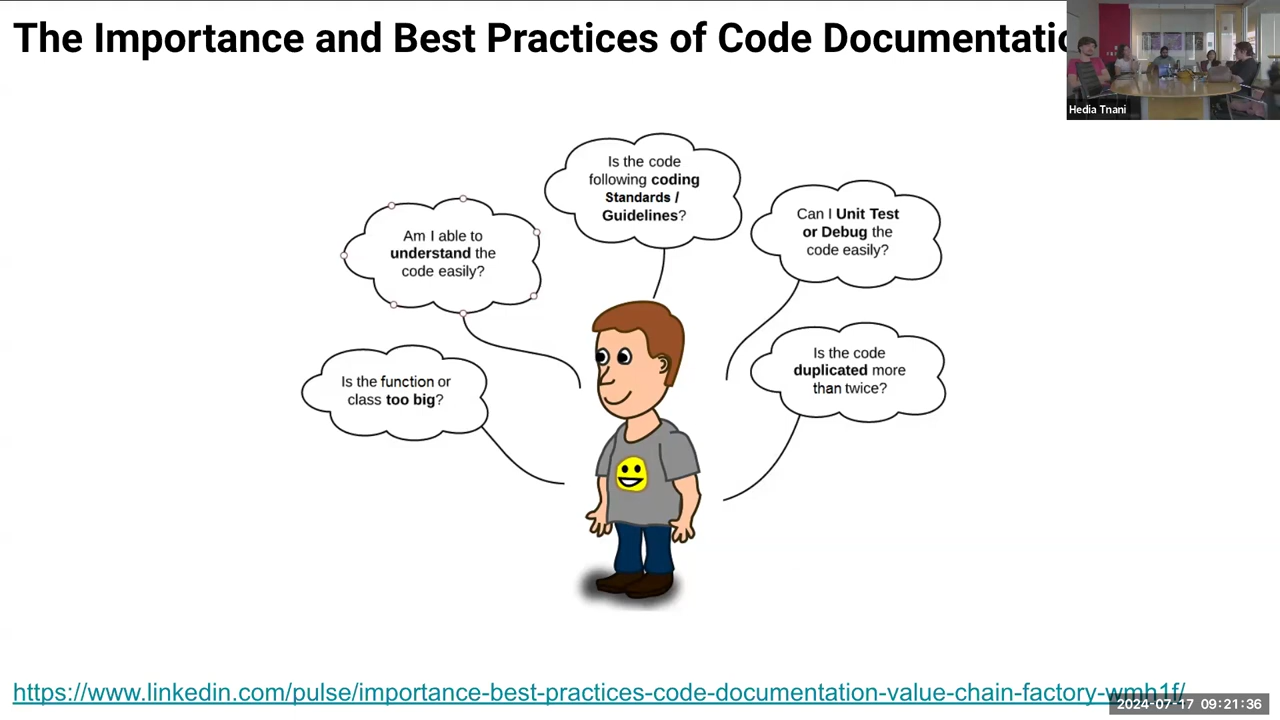 The Importance and Best Practices of Code Documentatio
Hedia Tnani
Is the code
following coding
Standards /
Guidelines?
Am I able to
understand the
code easily?
Can I Unit Test
or Debug the
code easily?
Is the function or
class too big?
Is the code
duplicated more
than twice?
https://www.linkedin.com/pulse/importance-best-practices-code-documentation-value-chain-factory-wmh1f/
2024-07-17 09:21:36